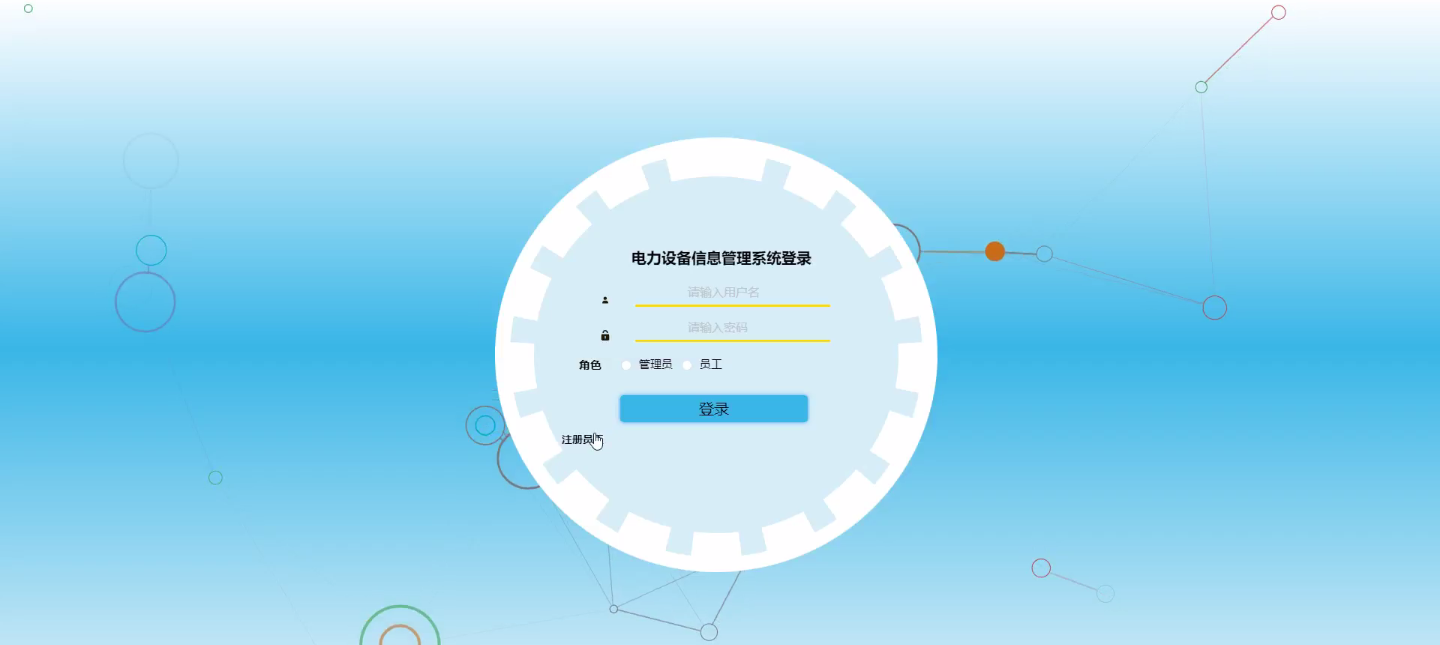 电力设备信息管理系统登录
请输入用户名
请输入密码
角色 管理员 员工
登录
注册员工